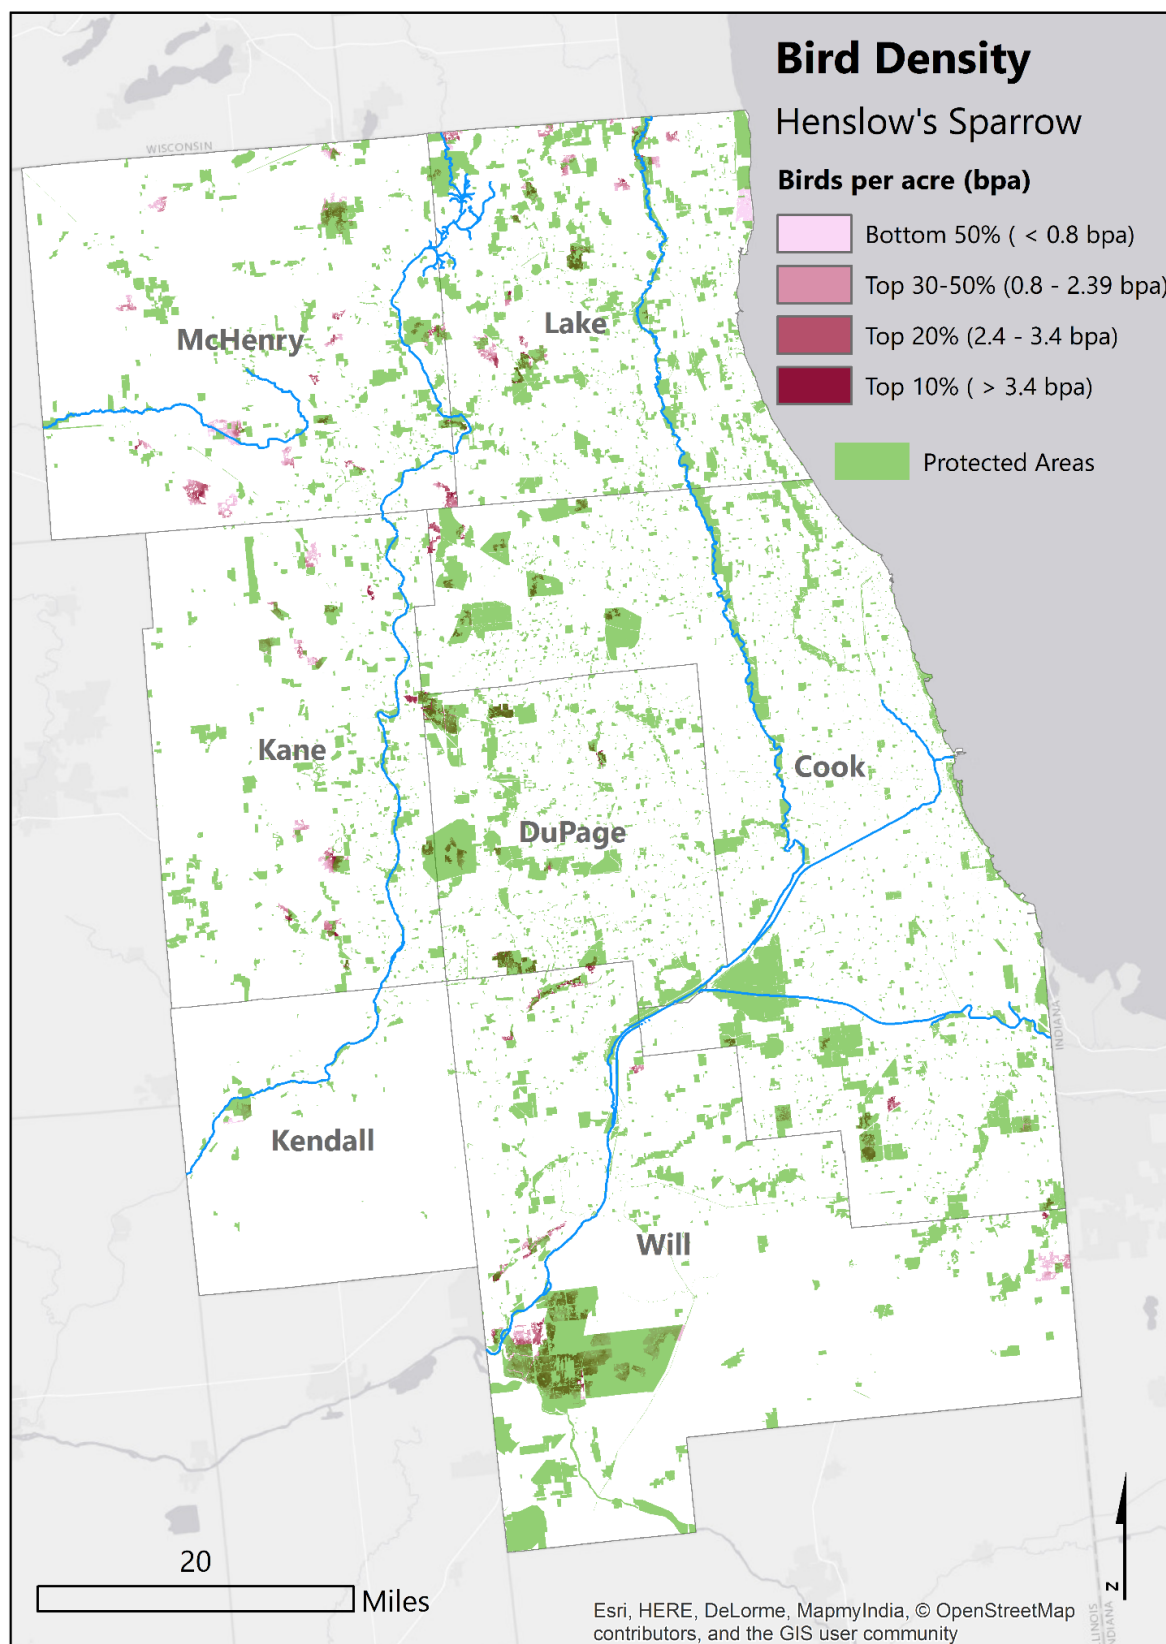 Bird Density
Henslow's Sparrow
Birds per acre (bpa)
Bottom 50% ( < 0.8 bpa)
Top 30-50% (0.8 - 2.39 bpa)
Top 20% (2.4 - 3.4 bpa)
Top 10% ( > 3.4 bpa)
Protected Areas
WISCONSIN
McHenry
Lake
Kane
Cook
DuPage
INDIANA
Kendall
Will
20
Miles
N
ILLINOIS
INDIANA
Esri, HERE, DeLorme, MapmyIndia, © OpenStreetMap
contributors, and the GIS user community